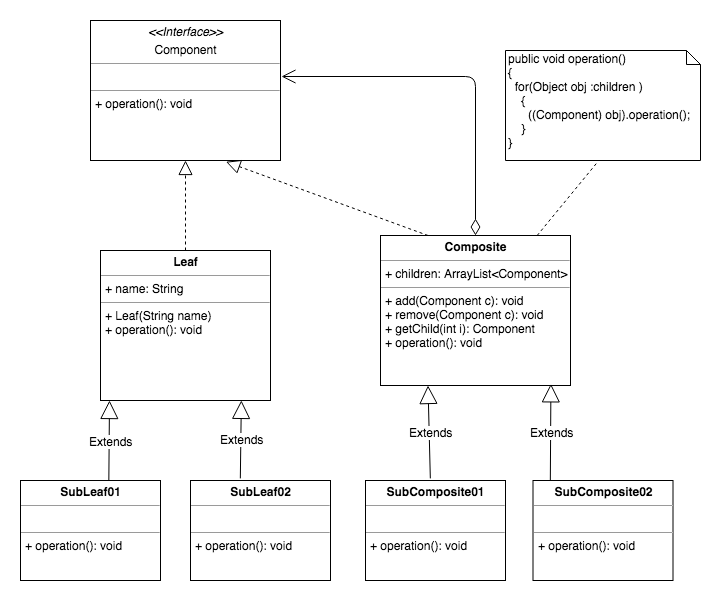 <<Interface>>
Component
+ operation(): void
public void operation()
{
for(Object obj :children )
{
((Component) obj).operation();
}
}
Leaf
+ name: String
+ Leaf(String name)
+ operation(): void
Composite
+ children: ArrayList<Component>
+ add(Component c): void
+ remove(Component c): void
+ getChild(int i): Component
+ operation(): void
Extends
Extends
Extends
Extends
SubLeaf01
+ operation(): void
SubLeaf02
+ operation(): void
SubComposite01
+ operation(): void
SubComposite02
+ operation(): void